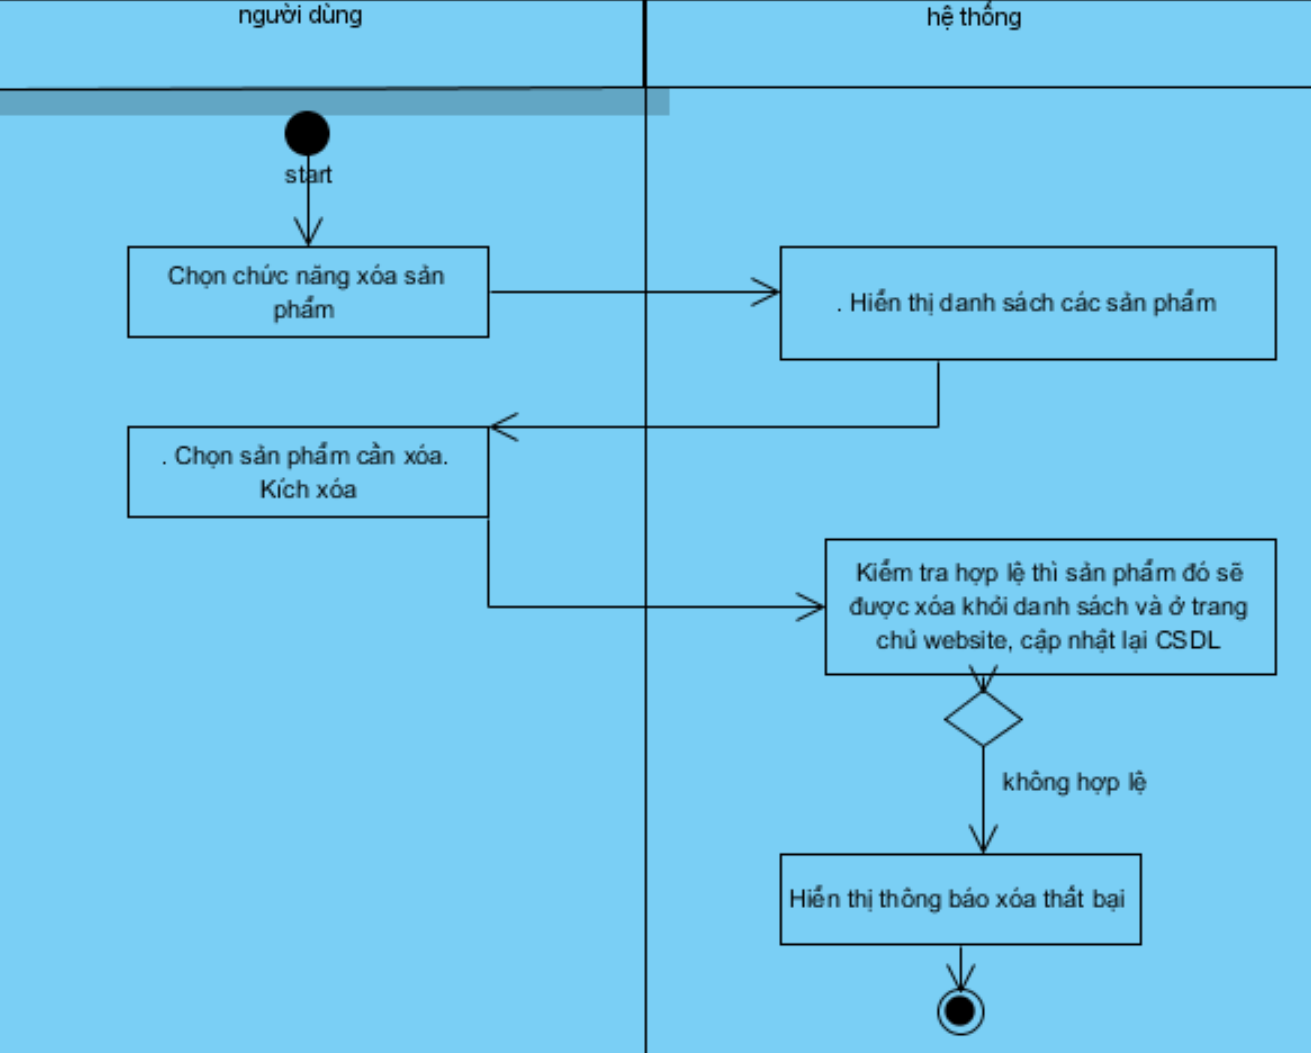 người dùng
hệ thống
start
Chọn chức năng xóa sản
phẩm
. Hiển thị danh sách các sản phẩm
. Chọn sản phẩm cần xóa.
Kích xóa
Kiểm tra hợp lệ thì sản phẩm đó sẽ
được xóa khỏi danh sách và ở trang
chủ website, cập nhật lại CSDL
không hợp lệ
Hiển thị thông báo xóa thất bại